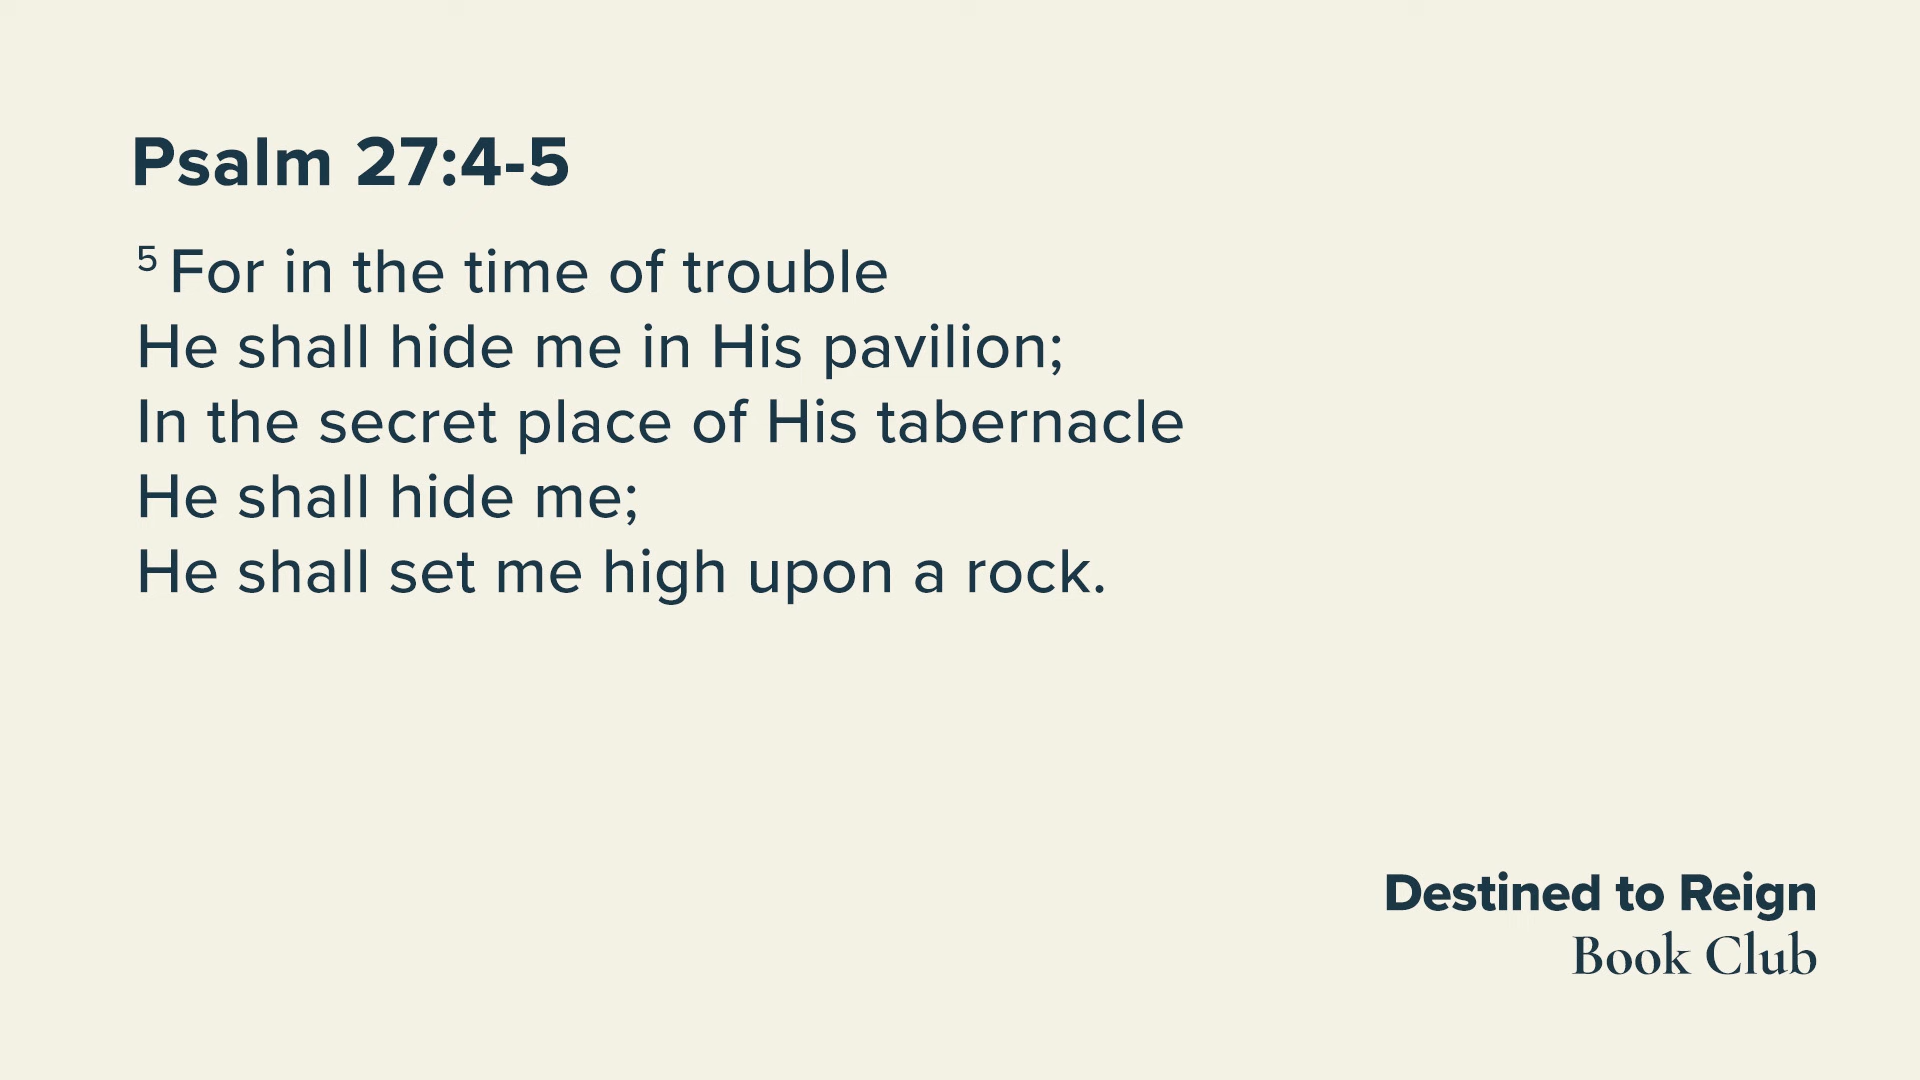 Psalm 27:4-5
5 For in the time of trouble
He shall hide me in His pavilion;
In the secret place of His tabernacle
He shall hide me;
He shall set me high upon a rock.
Destined to Reign
Book Club